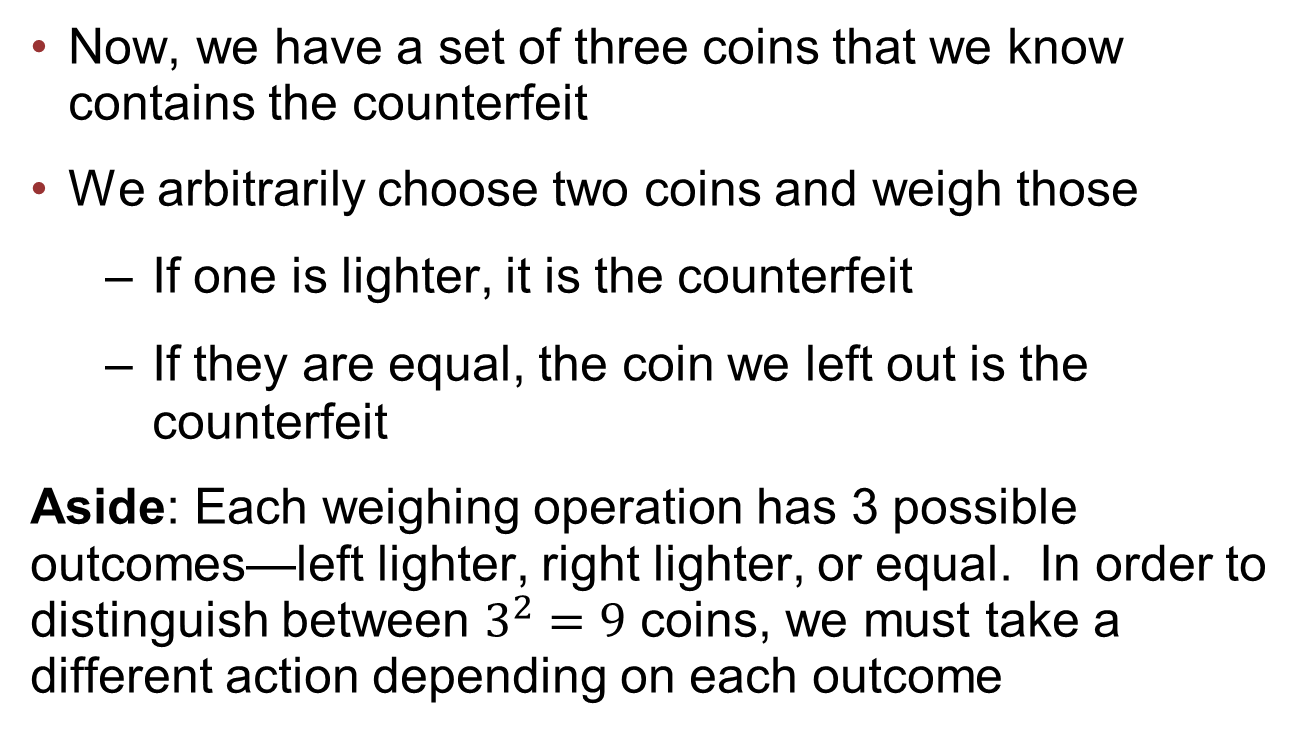 • Now, we have a set of three coins that we know
contains the counterfeit
• We arbitrarily choose two coins and weigh those
– If one is lighter, it is the counterfeit
– If they are equal, the coin we left out is the
counterfeit
Aside: Each weighing operation has 3 possible
outcomes—left lighter, right lighter, or equal.  In order to
distinguish between 3² = 9 coins, we must take a
different action depending on each outcome